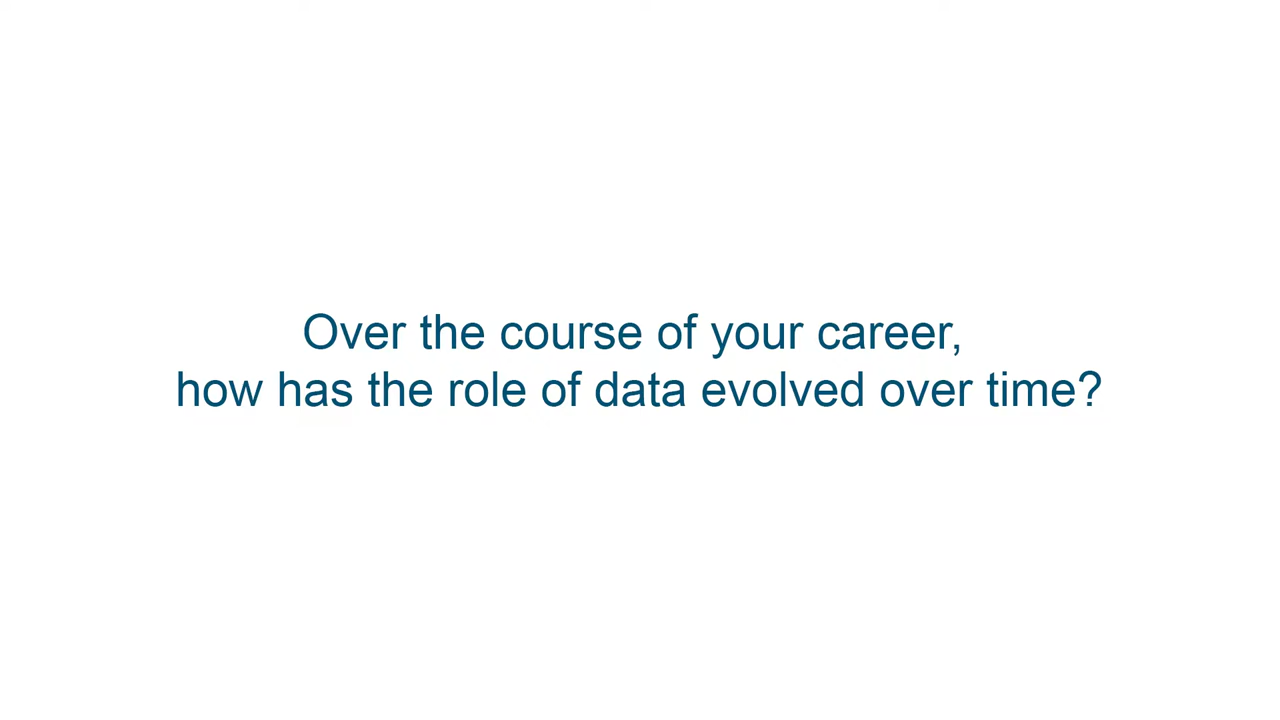 Over the course of your career,
how has the role of data evolved over time?